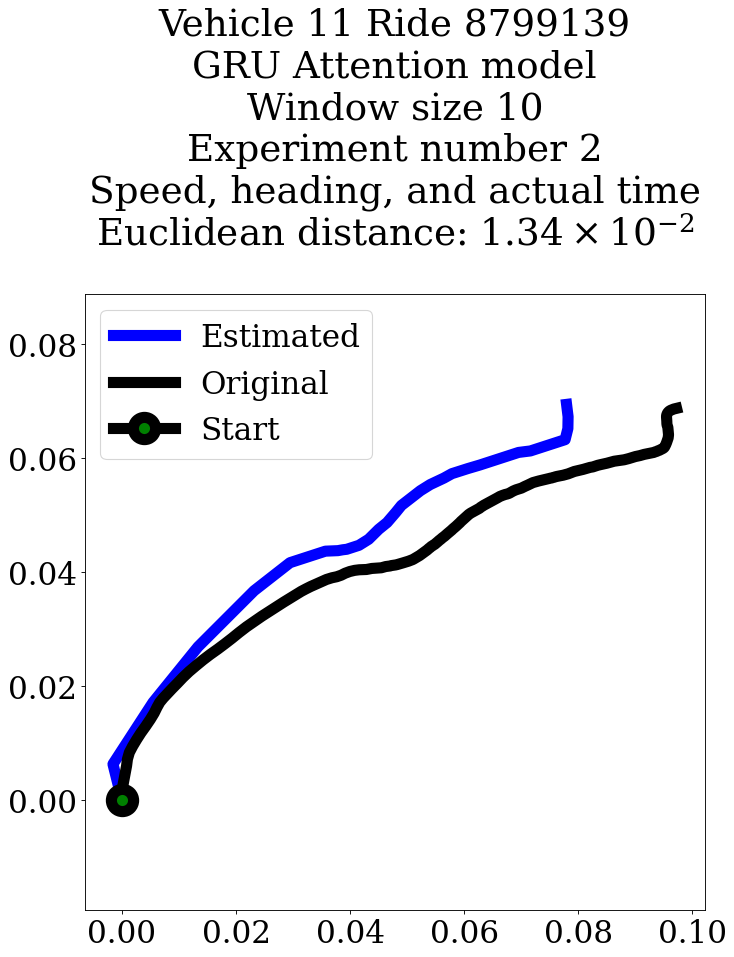 Vehicle 11 Ride 8799139
GRU Attention model
Window size 10
Experiment number 2
Speed, heading, and actual time
Euclidean distance: 1.34 × 10⁻²
Estimated
Original
Start
0.08
0.06
0.04
0.02
0.00
0.00 0.02 0.04 0.06 0.08 0.10